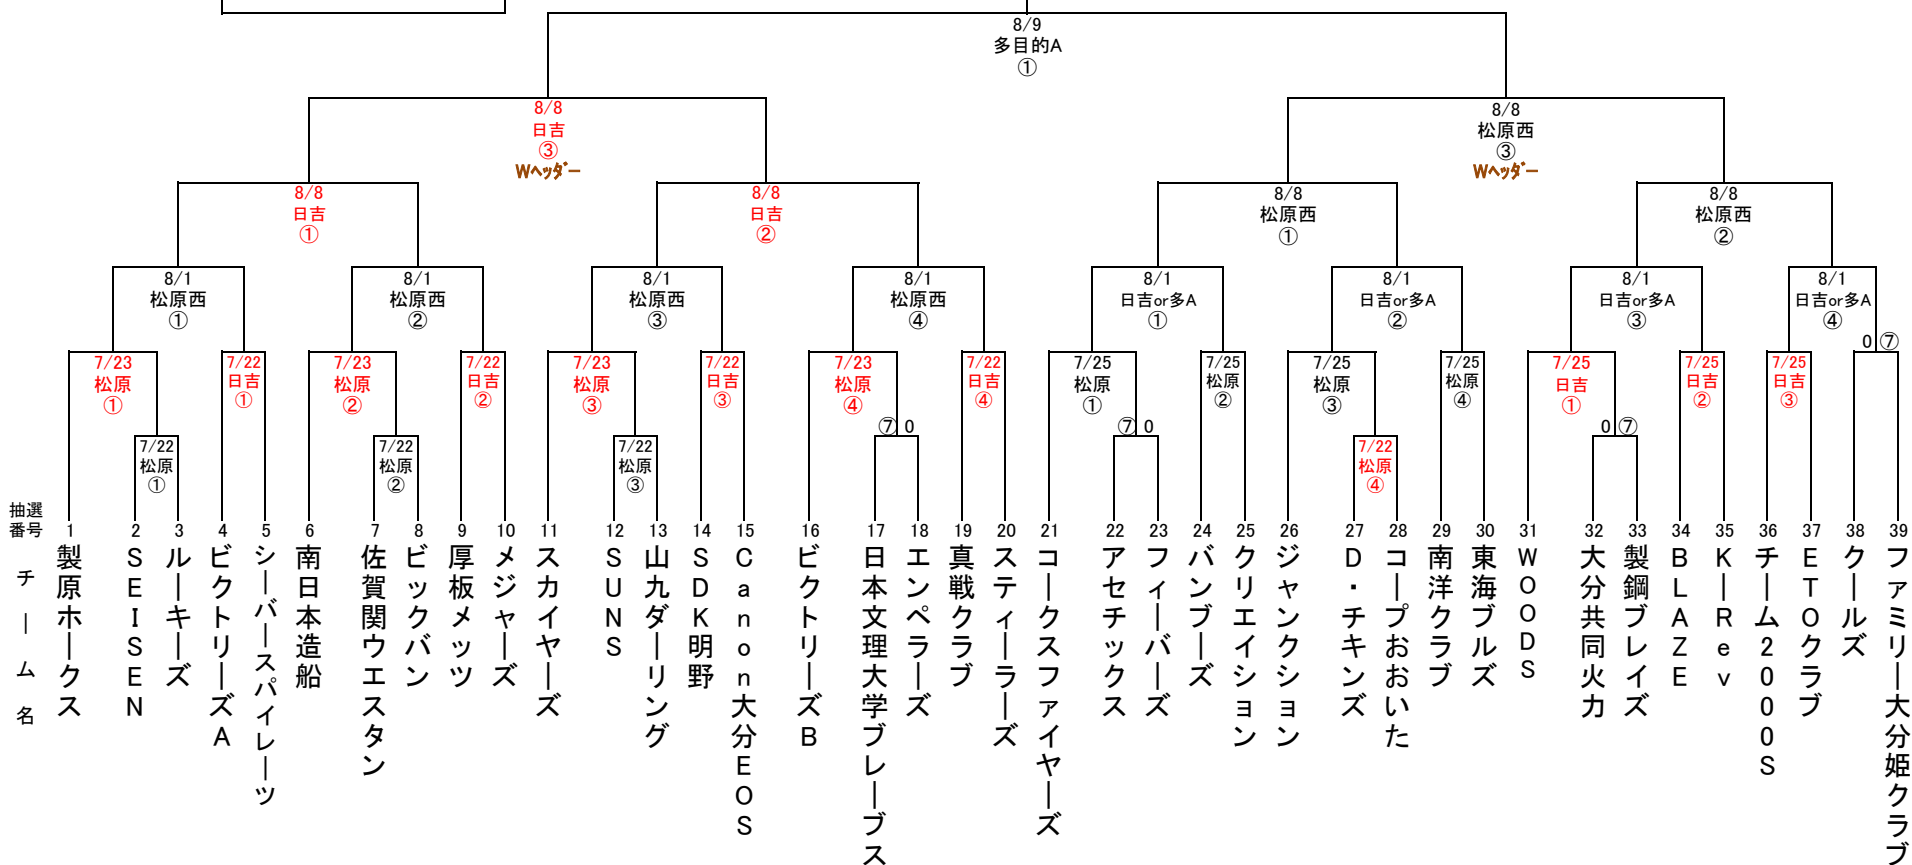 8/9
多目的A
①
8/8
日吉
③
Wヘッダー
8/8
松原西
③
Wヘッダー
8/8
日吉
①
8/8
日吉
②
8/8
松原西
①
8/8
松原西
②
8/1
松原西
①
8/1
松原西
②
8/1
松原西
③
8/1
松原西
④
8/1
日吉or多A
①
8/1
日吉or多A
②
8/1
日吉or多A
③
8/1
日吉or多A
④
0 ⑦
7/23
松原
①
7/22
日吉
①
7/23
松原
②
7/22
日吉
②
7/23
松原
③
7/22
日吉
③
7/23
松原
④
7/22
日吉
④
7/25
松原
①
7/25
松原
②
7/25
松原
③
7/25
松原
④
7/25
日吉
①
7/25
日吉
②
7/25
日吉
③
7/22
松原
①
7/22
松原
②
7/22
松原
③
⑦ 0
⑦ 0
7/22
松原
④
0 ⑦
抽選
番号
チーム名
1 製原ホークス
2 SEISEN
3 ルーキーズ
4 ビクトリーズA
5 シーバースパイレーツ
6 南日本造船
7 佐賀関ウエスタン
8 ビックバン
9 厚板メッツ
10 メジャーズ
11 スカイヤーズ
12 SUNS
13 山九ダーリング
14 SDK明野
15 Canon大分EOS
16 ビクトリーズB
17 日本文理大学ブレーブス
18 エンペラーズ
19 真戦クラブ
20 スティーラーズ
21 コークスファイヤーズ
22 アセチックス
23 フィーバーズ
24 バンブーズ
25 クリエイション
26 ジャンクション
27 D・チキンズ
28 コープおおいた
29 南洋クラブ
30 東海ブルズ
31 WOODS
32 大分共同火力
33 製鋼ブレイズ
34 BLAZE
35 KーRev
36 チーム2000S
37 ETOクラブ
38 クールズ
39 ファミリー大分姫クラブ